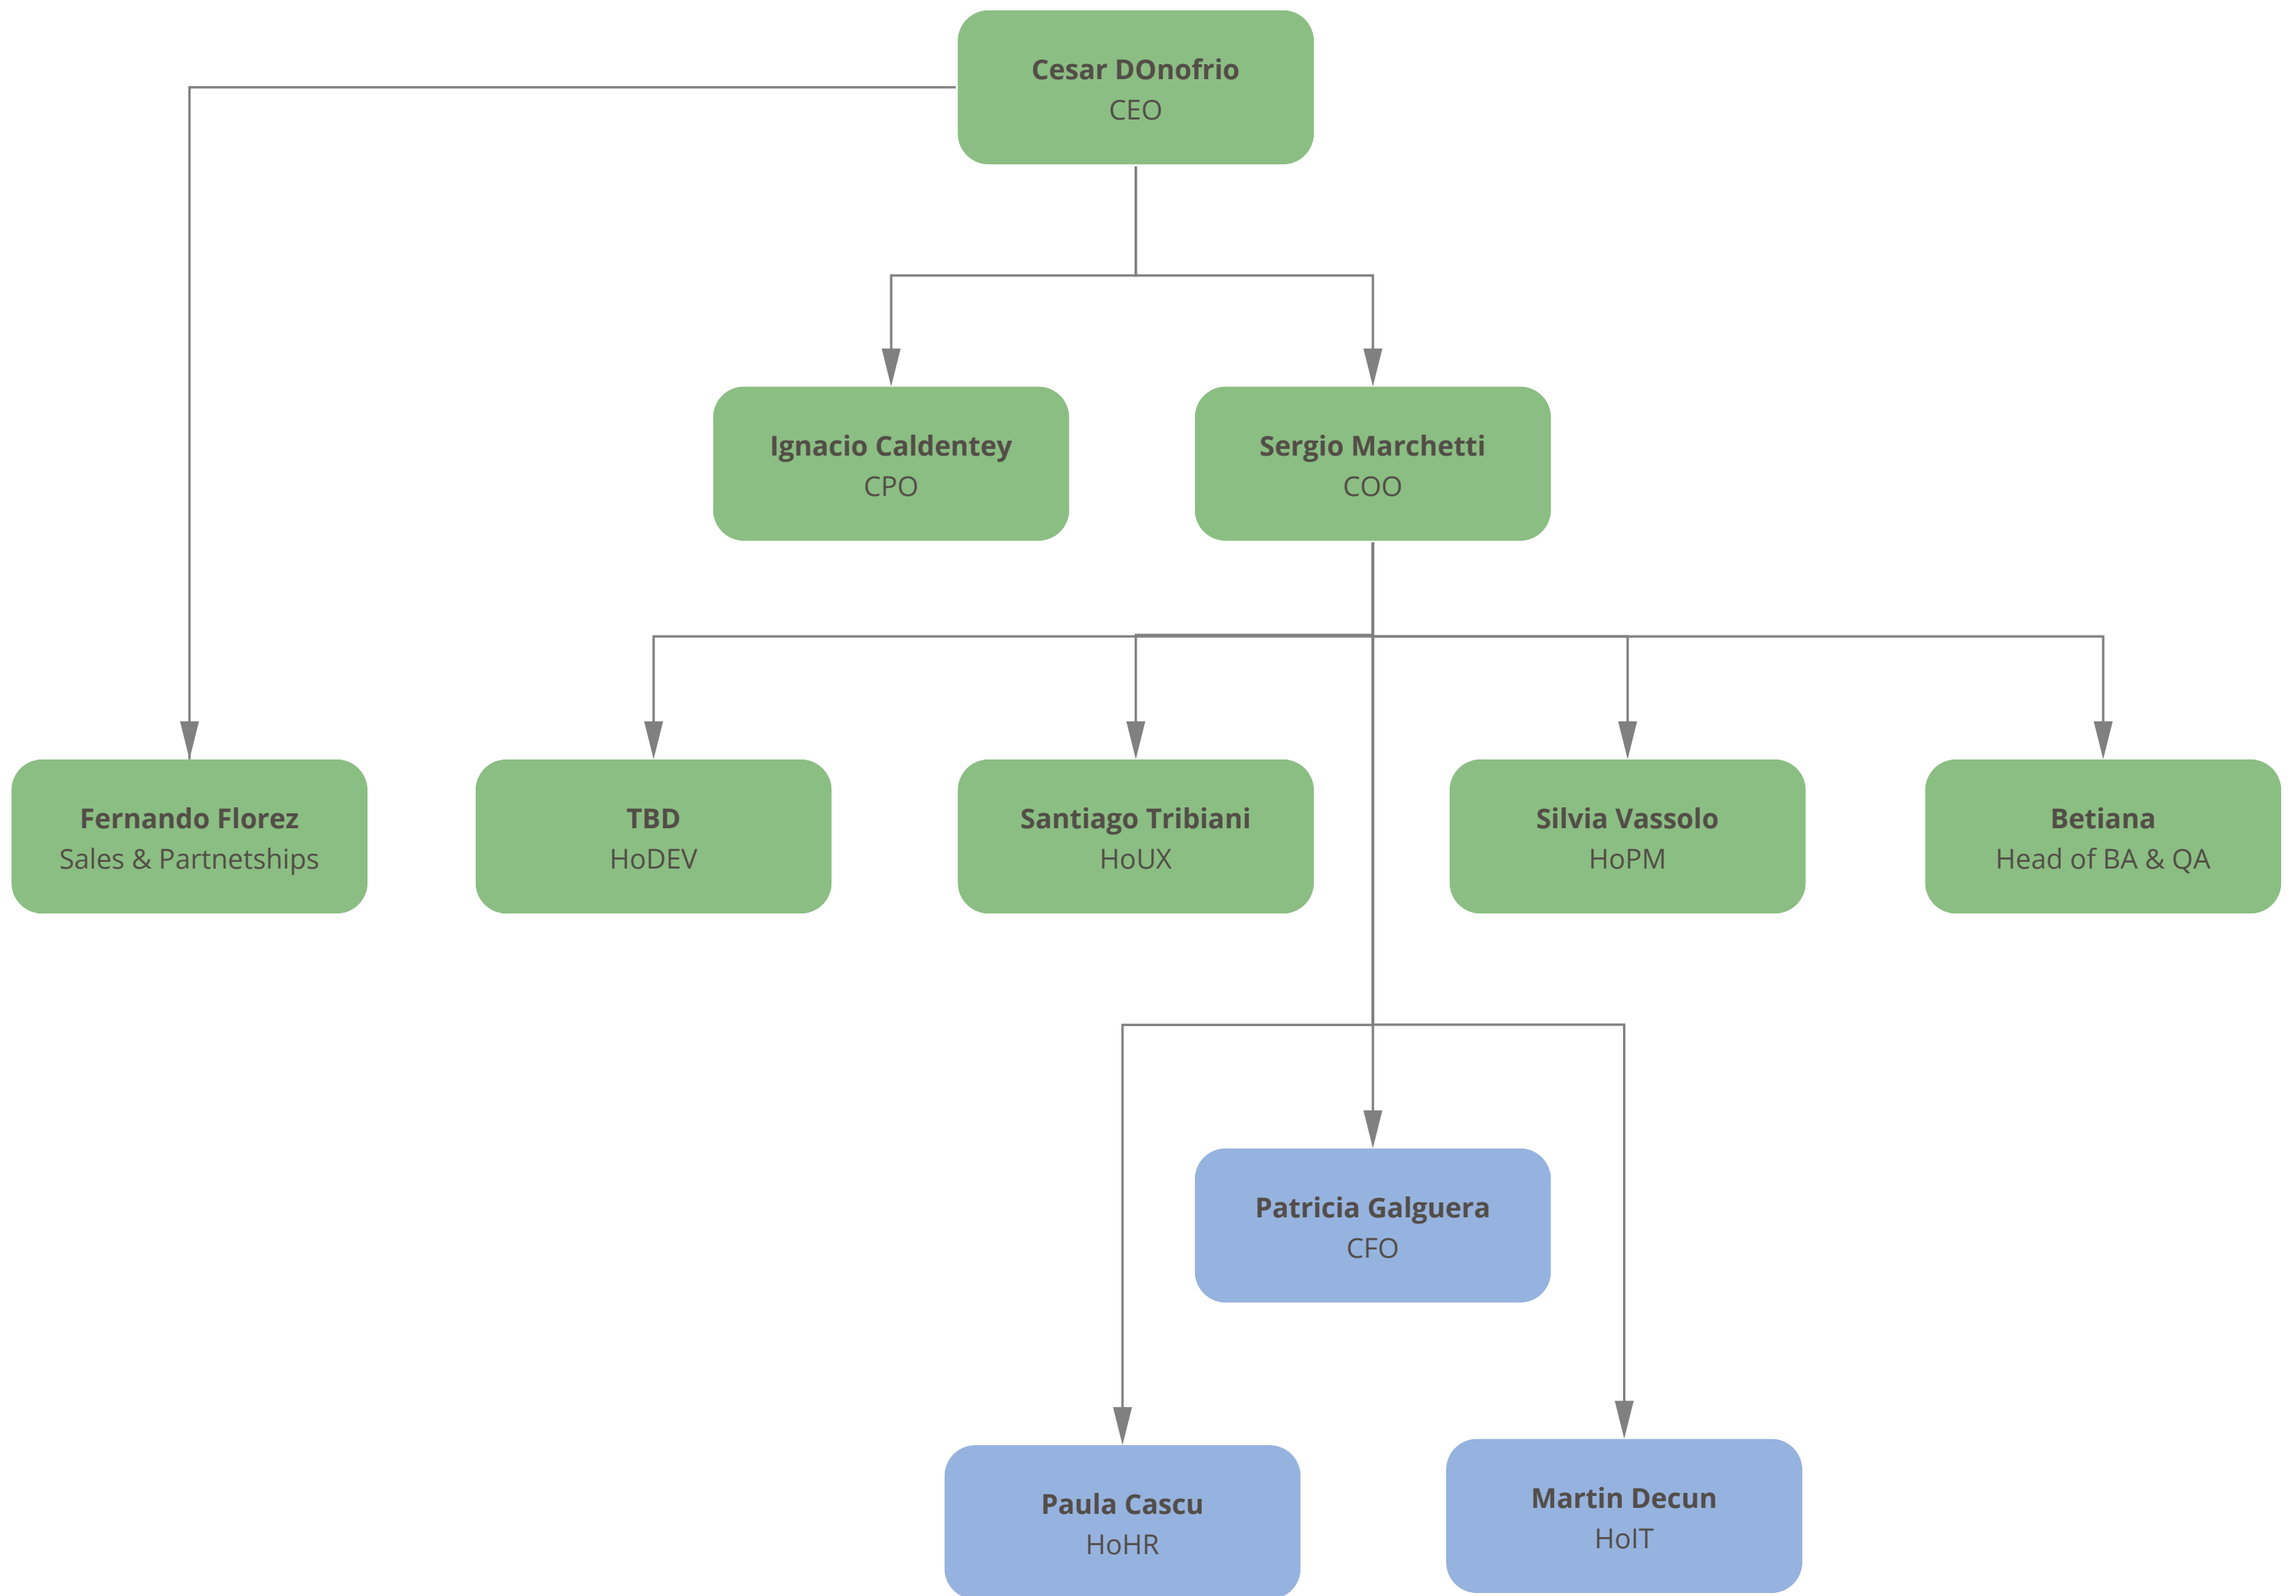 Cesar DOnofrio
CEO
Ignacio Caldentey
CPO
Sergio Marchetti
COO
Fernando Florez
Sales & Partnetships
TBD
HoDEV
Santiago Tribiani
HoUX
Silvia Vassolo
HoPM
Betiana
Head of BA & QA
Patricia Galguera
CFO
Paula Cascu
HoHR
Martin Decun
HoIT